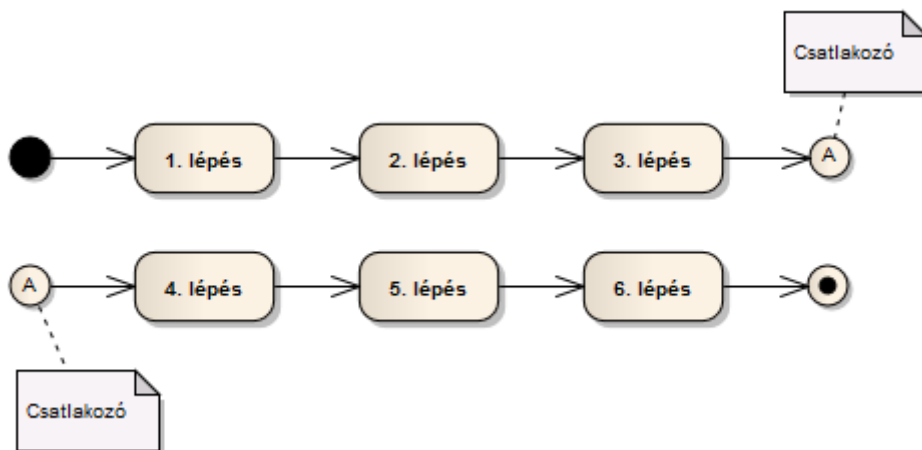 Csatlakozó
1. lépés
2. lépés
3. lépés
A
A
4. lépés
5. lépés
6. lépés
Csatlakozó